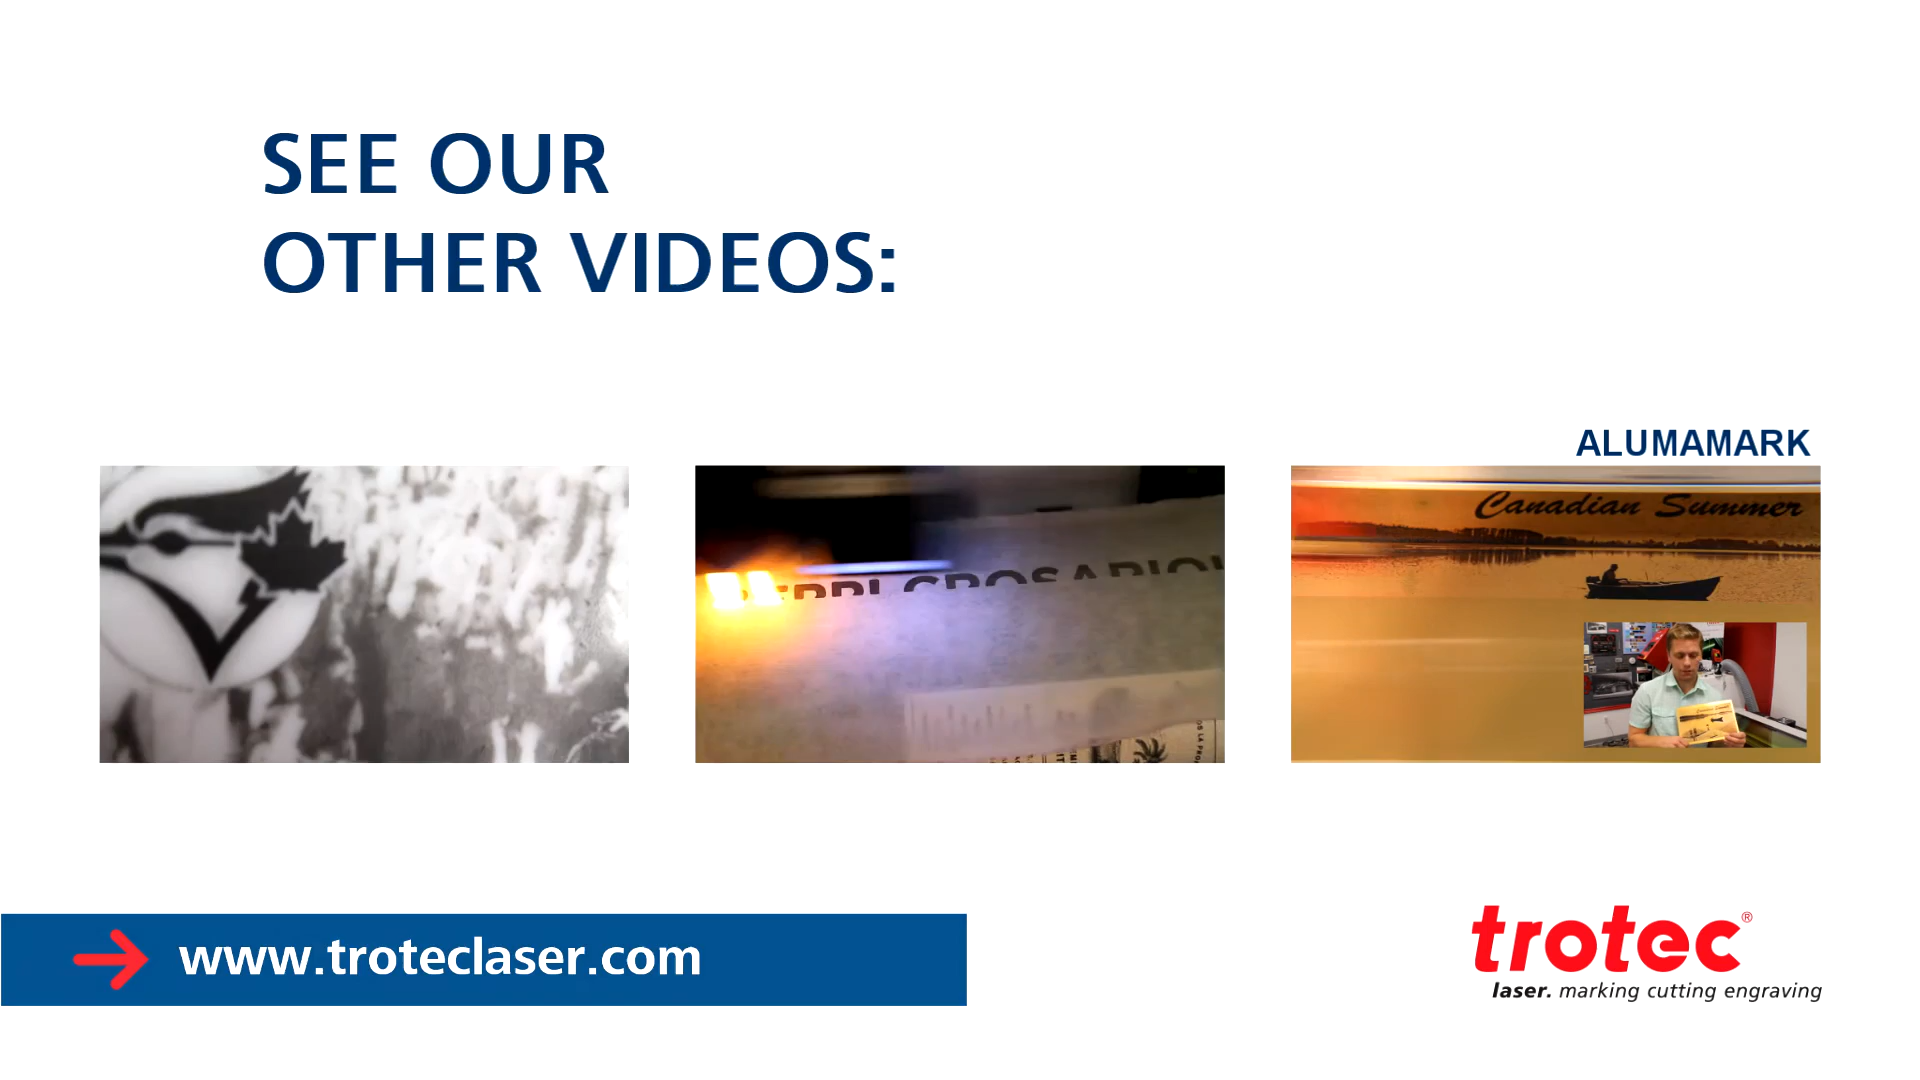 SEE OUR
OTHER VIDEOS:
ALUMAMARK
Canadian Summer
www.troteclaser.com
trotec®
laser. marking cutting engraving